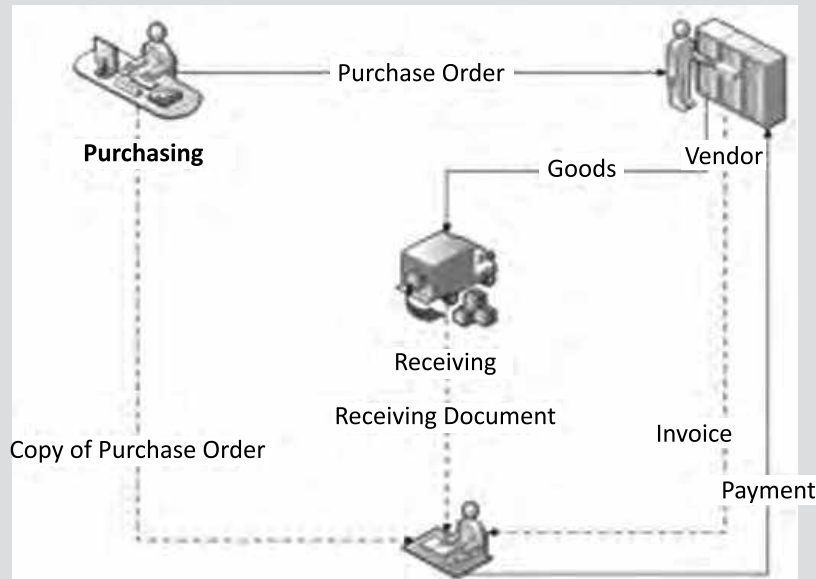 Purchase Order
Purchasing
Vendor
Goods
Receiving
Receiving Document
Invoice
Copy of Purchase Order
Payment